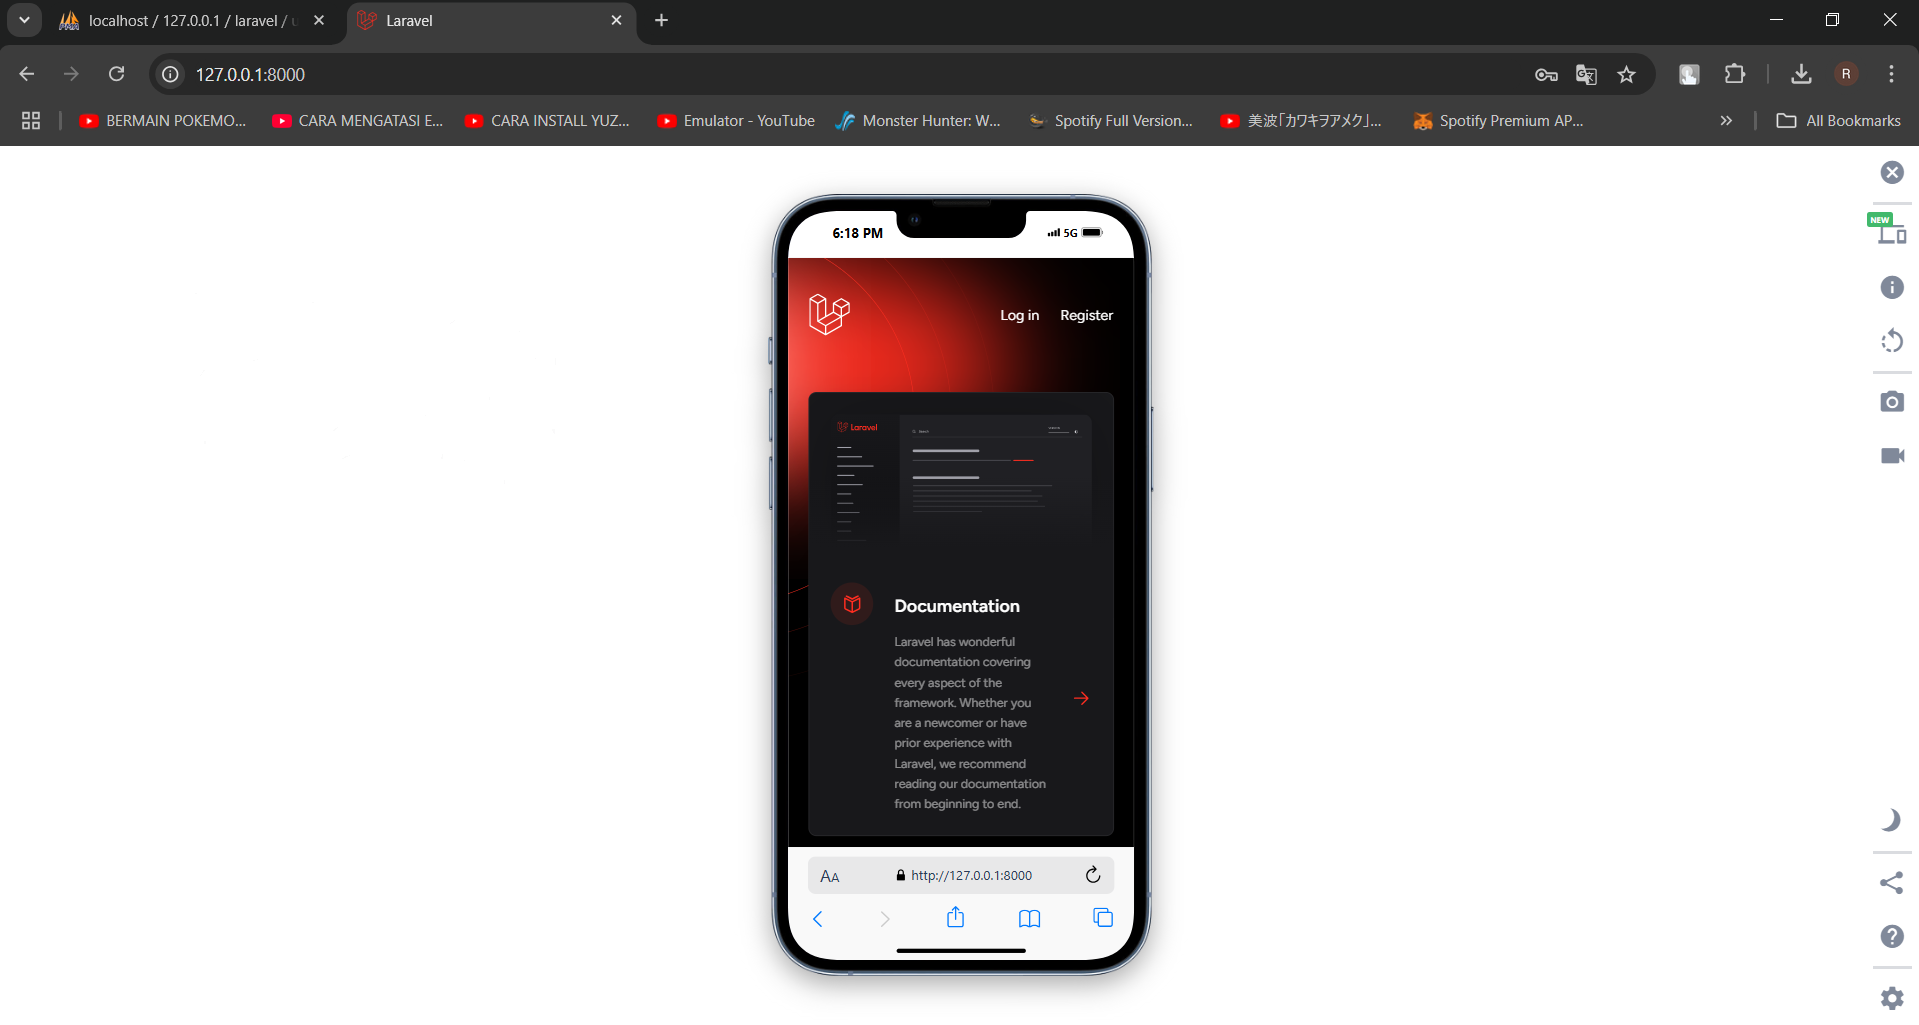 localhost / 127.0.0.1 / laravel / u
Laravel
127.0.0.1:8000
R
BERMAIN POKEMO...
CARA MENGATASI E...
CARA INSTALL YUZ...
Emulator - YouTube
Monster Hunter: W...
Spotify Full Version...
美波「カワキヲアメク」...
Spotify Premium AP...
All Bookmarks
NEW
6:18 PM
5G
Log in
Register
Laravel
Search
Documentation
Laravel has wonderful
documentation covering
every aspect of the
framework. Whether you
are a newcomer or have
prior experience with
Laravel, we recommend
reading our documentation
from beginning to end.
AA
http://127.0.0.1:8000